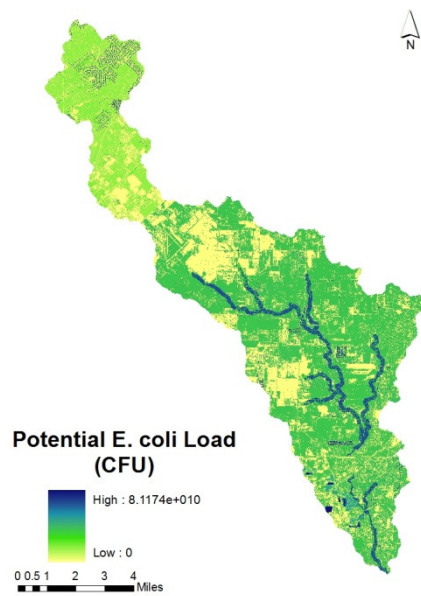 N
Potential E. coli Load
(CFU)
High : 8.1174e+010
Low : 0
0 0.5 1 2 3 4
Miles